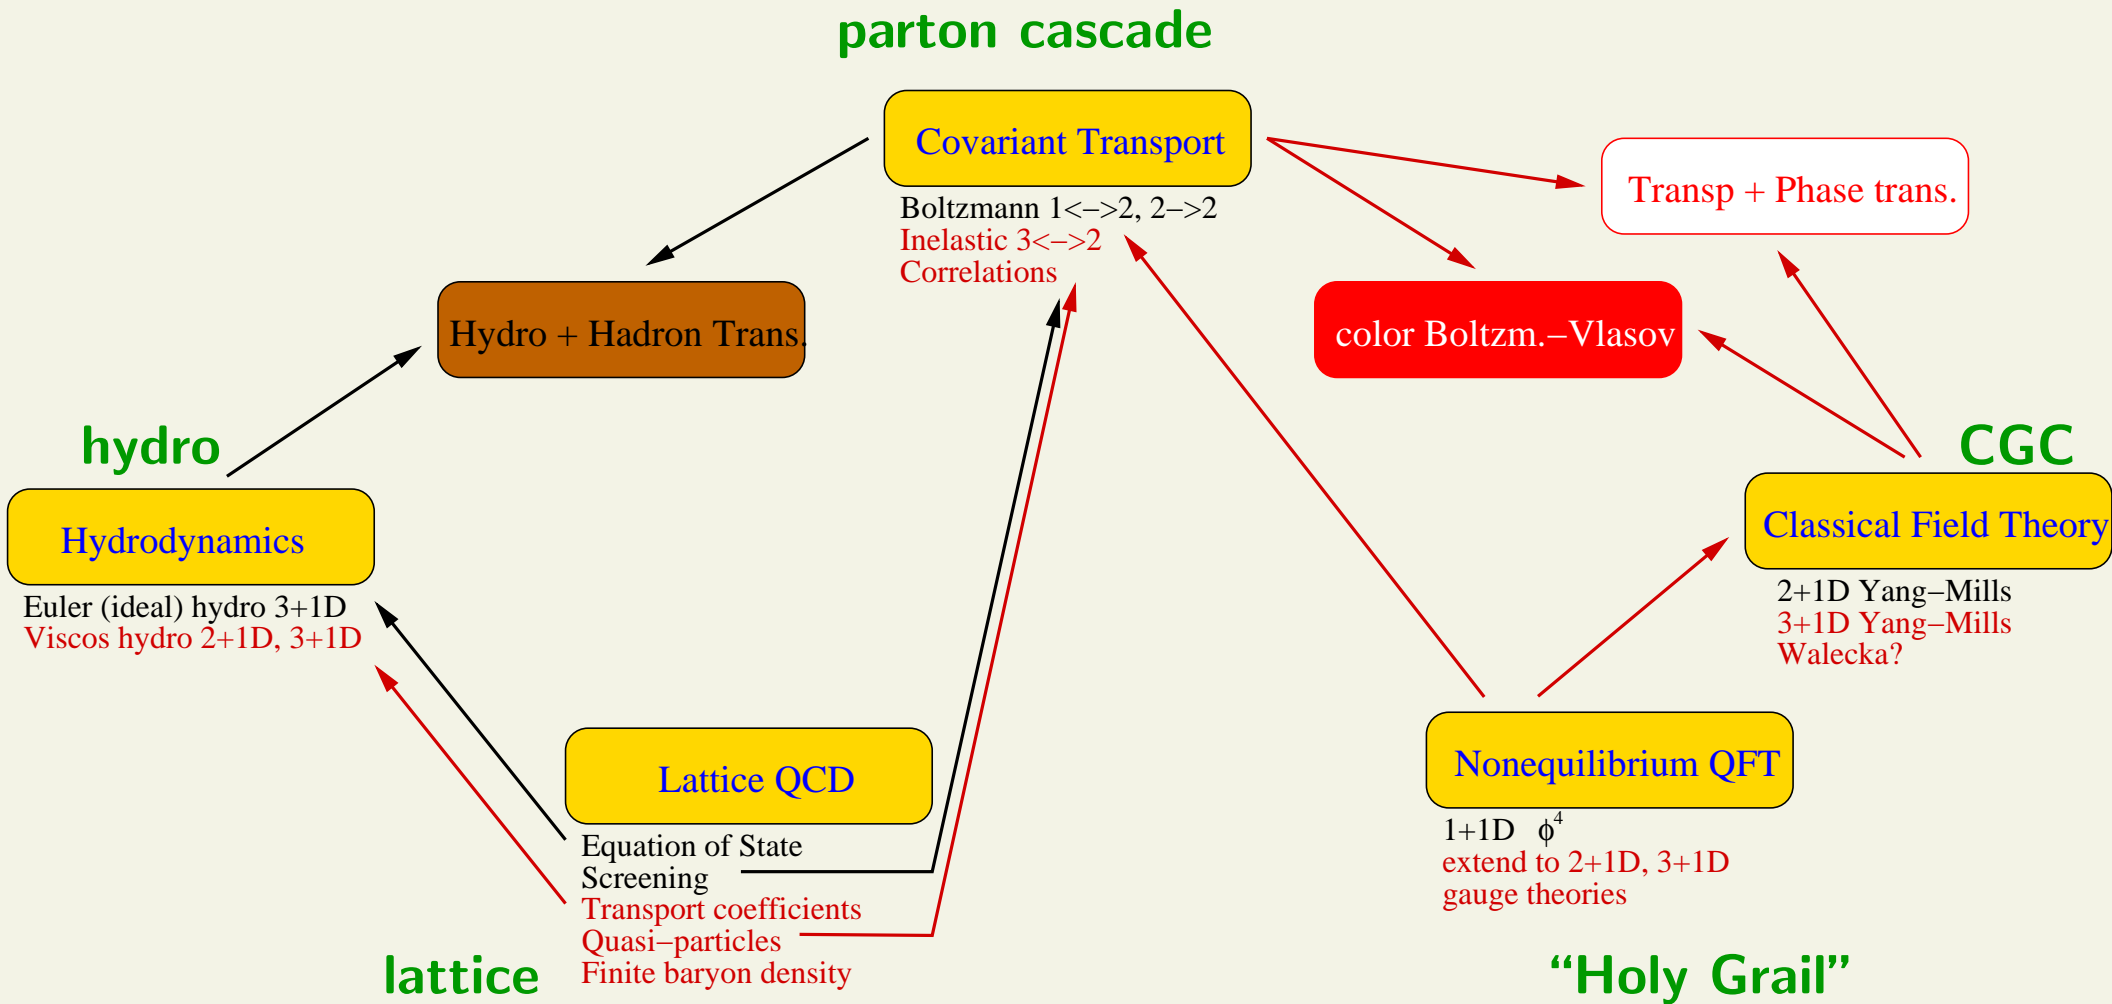 parton cascade
Covariant Transport
Boltzmann 1<−>2, 2−>2
Inelastic 3<−>2
Correlations
Transp + Phase trans.
Hydro + Hadron Trans.
color Boltzm.−Vlasov
hydro
Hydrodynamics
Euler (ideal) hydro 3+1D
Viscos hydro 2+1D, 3+1D
CGC
Classical Field Theory
2+1D Yang−Mills
3+1D Yang−Mills
Walecka?
Lattice QCD
Equation of State
Screening
Transport coefficients
Quasi−particles
Finite baryon density
lattice
Nonequilibrium QFT
1+1D ϕ⁴
extend to 2+1D, 3+1D
gauge theories
“Holy Grail”